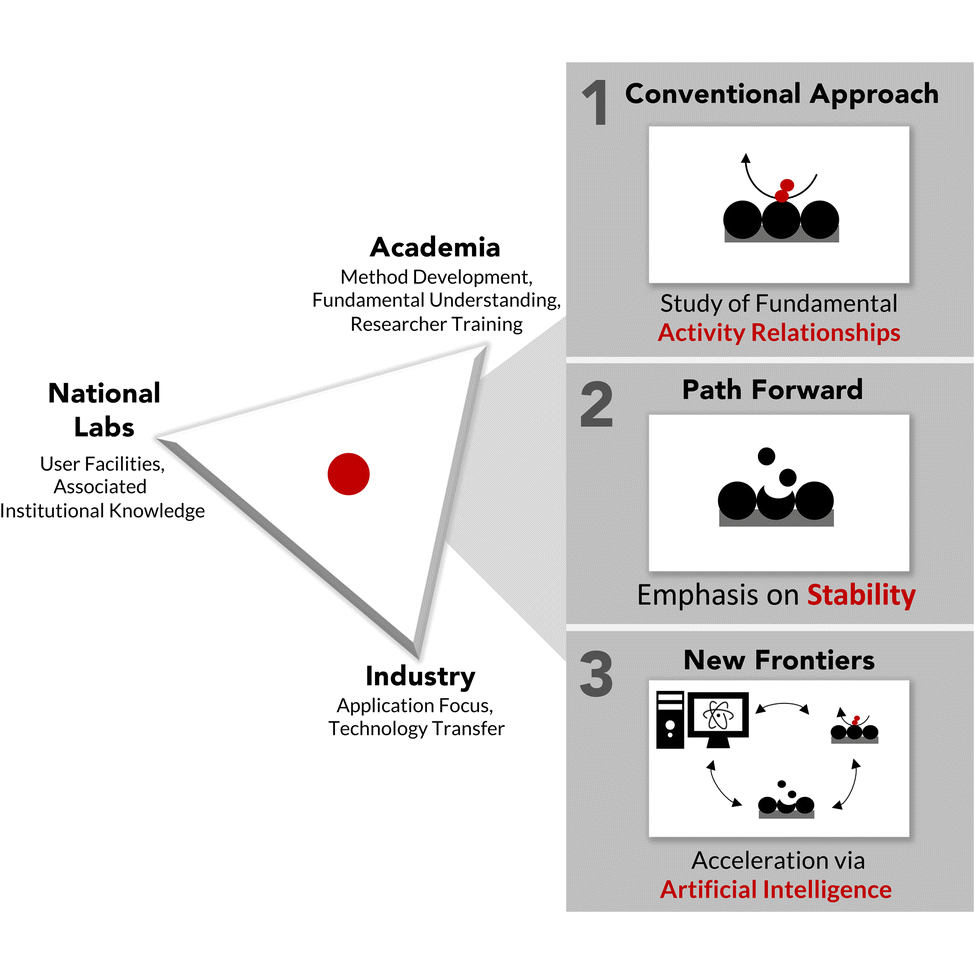 Academia
Method Development,
Fundamental Understanding,
Researcher Training
National
Labs
User Facilities,
Associated
Institutional Knowledge
Industry
Application Focus,
Technology Transfer
1 Conventional Approach
Study of Fundamental
Activity Relationships
2 Path Forward
Emphasis on Stability
3 New Frontiers
Acceleration via
Artificial Intelligence